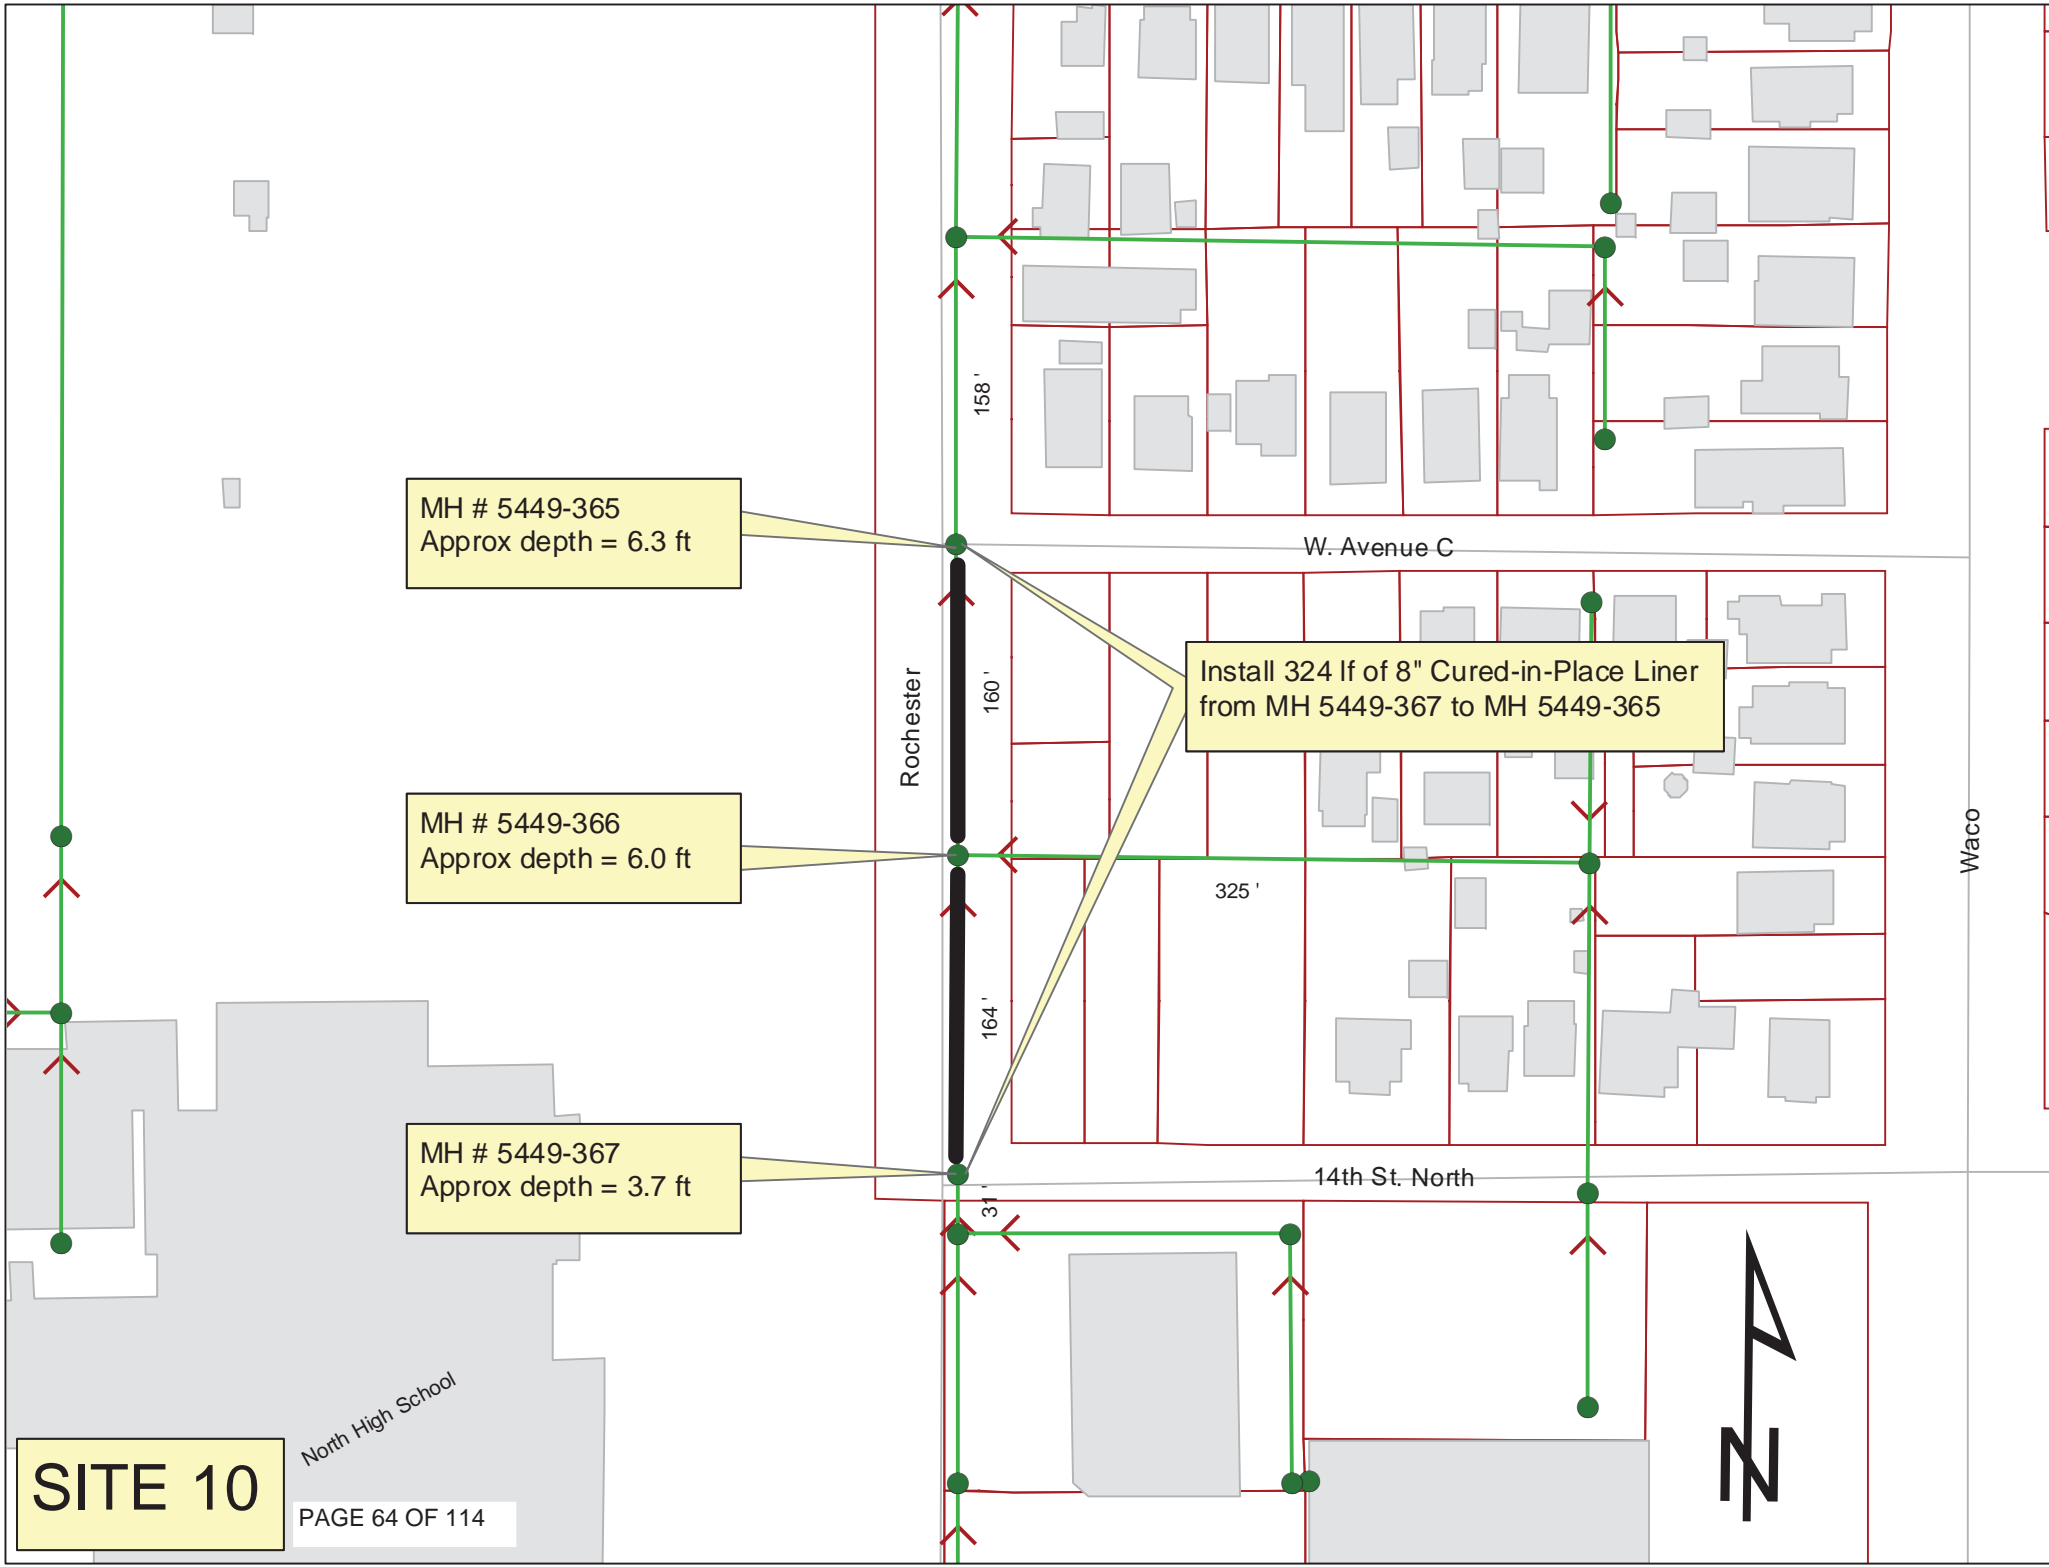 158 '
MH # 5449-365
Approx depth = 6.3 ft
W. Avenue C
Install 324 lf of 8" Cured-in-Place Liner
from MH 5449-367 to MH 5449-365
160 '
Rochester
MH # 5449-366
Approx depth = 6.0 ft
Waco
325 '
164 '
MH # 5449-367
Approx depth = 3.7 ft
14th St. North
31 '
North High School
SITE 10
PAGE 64 OF 114
N